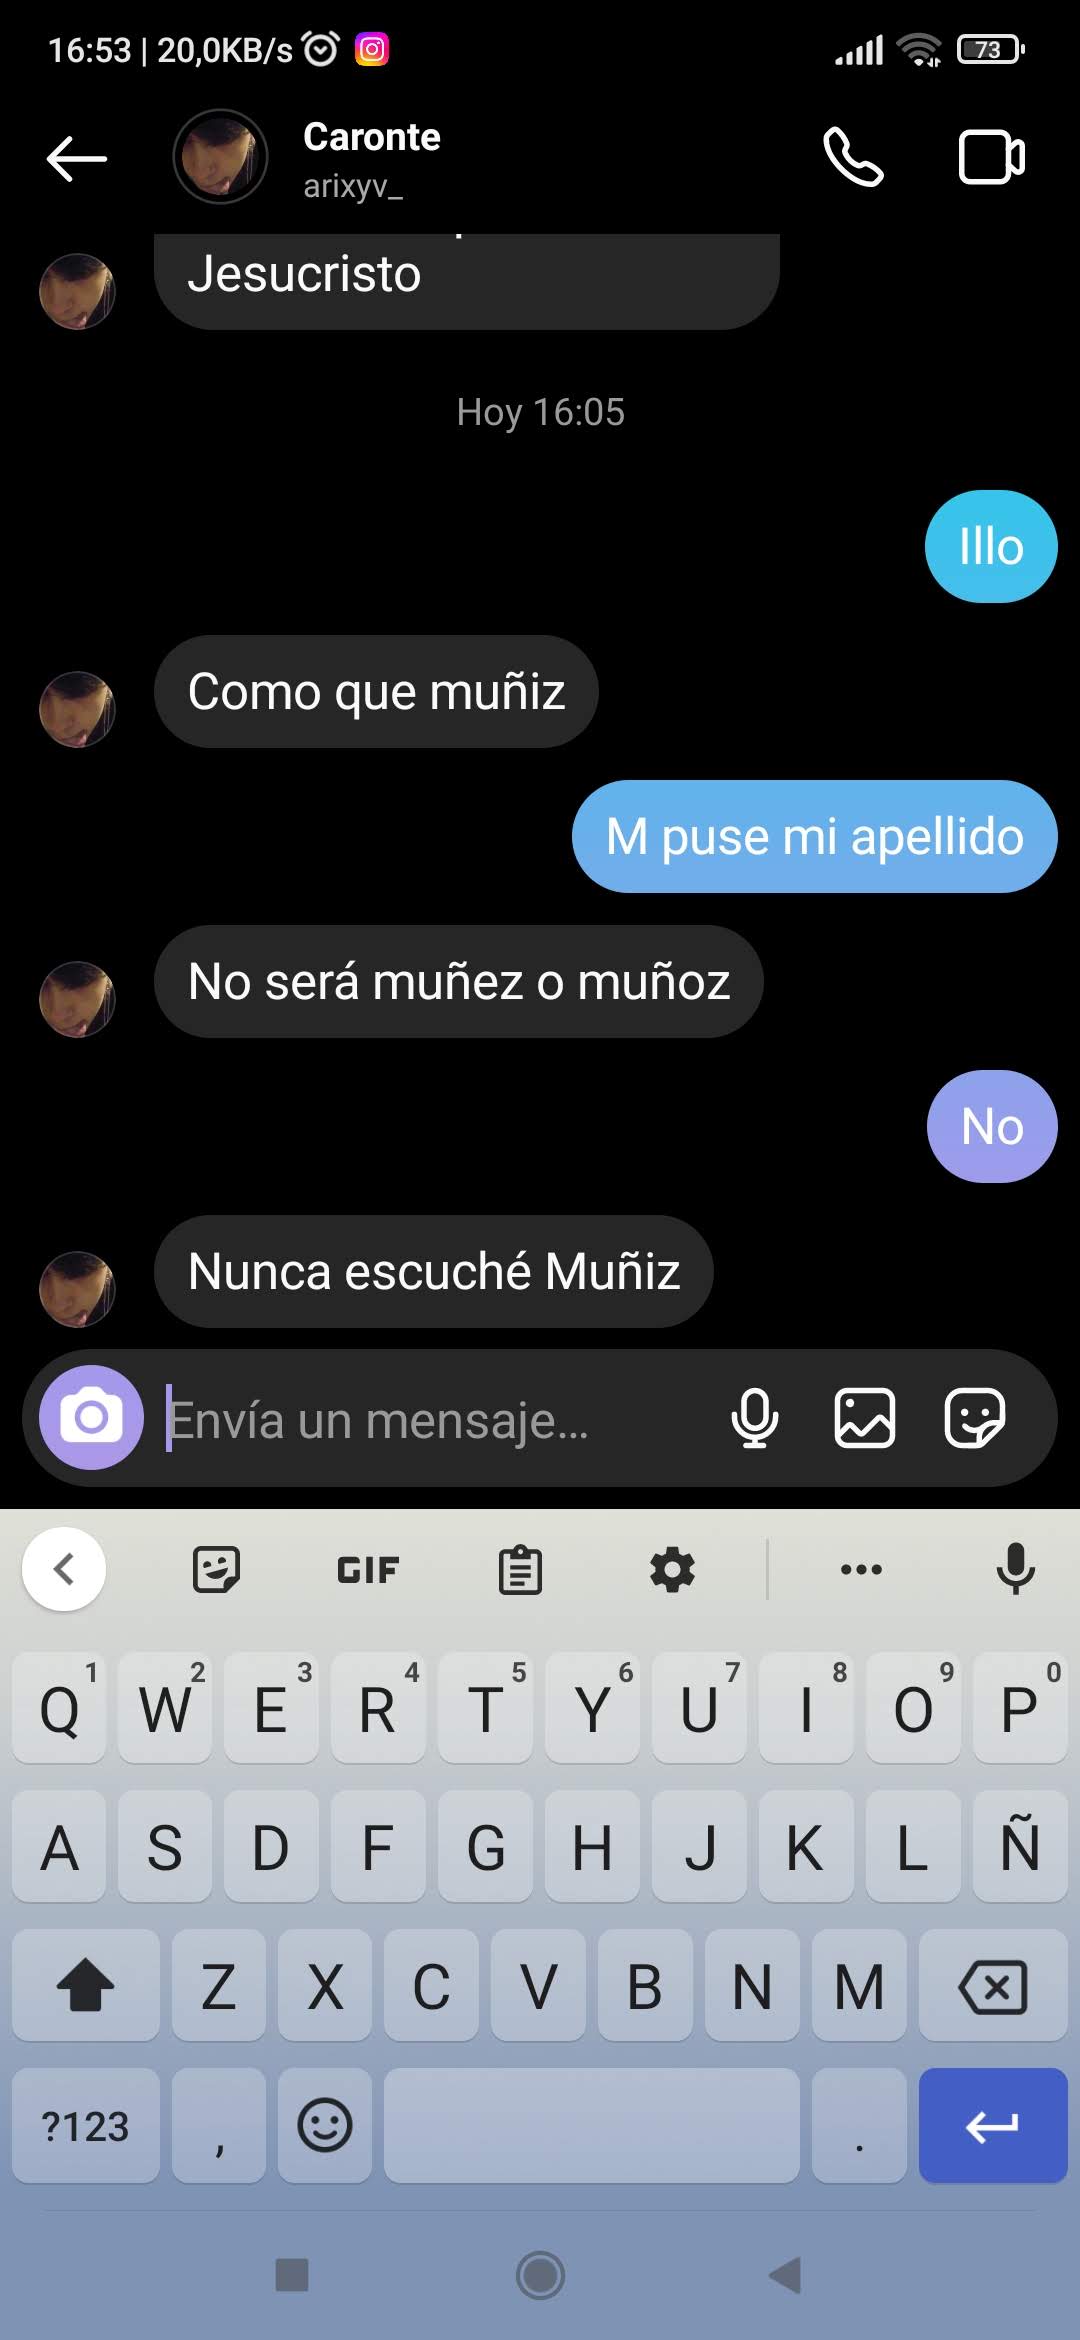 16:53 | 20,0KB/s
73
Caronte
arixyv_
Jesucristo
Hoy 16:05
Illo
Como que muñiz
M puse mi apellido
No será muñez o muñoz
No
Nunca escuché Muñiz
Envía un mensaje...
GIF
1 2 3 4 5 6 7 8 9 0
Q W E R T Y U I O P
A S D F G H J K L Ñ
Z X C V B N M
?123 , .